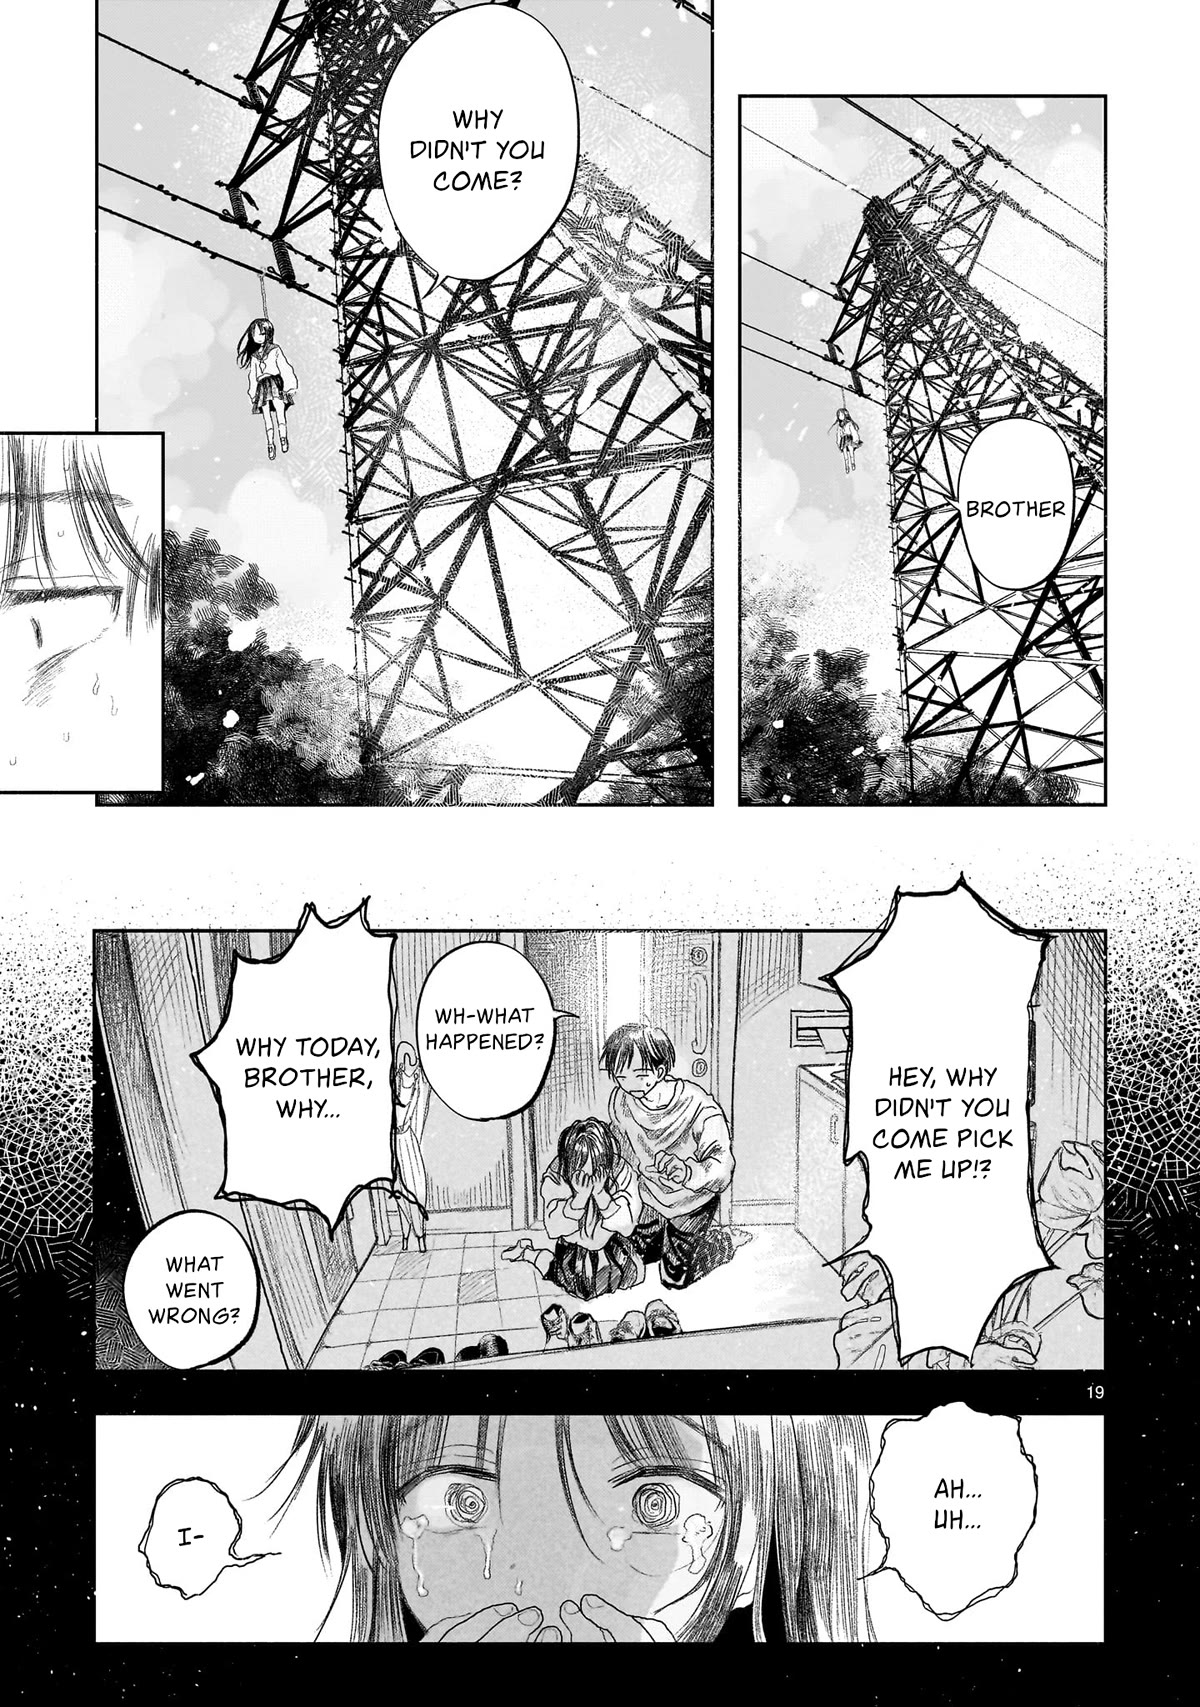 BROTHER
WHY
DIDN'T YOU
COME?
HEY, WHY
DIDN'T YOU
COME PICK
ME UP!?
WH-WHAT
HAPPENED?
WHY TODAY,
BROTHER,
WHY...
WHAT
WENT
WRONG?
19
AH...
UH...
I-